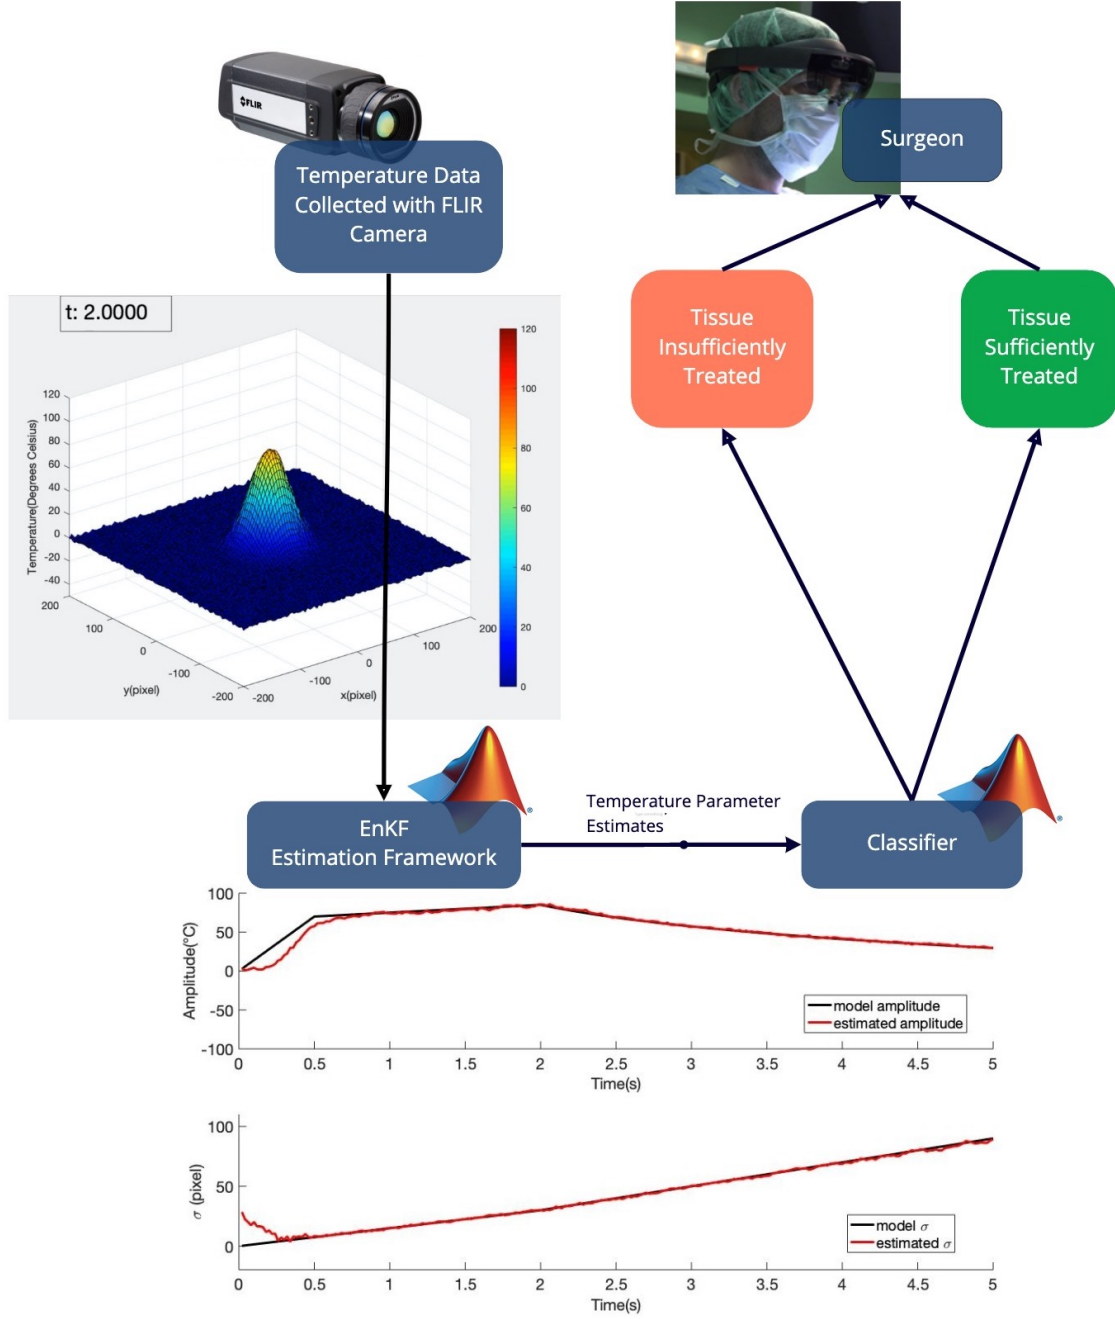 FLIR
Temperature Data
Collected with FLIR
Camera
Surgeon
Tissue
Insufficiently
Treated
Tissue
Sufficiently
Treated
t: 2.0000
120
100
80
60
40
20
0
-20
-40
Temperature(Degrees Celsius)
200
100
0
-100
-200
y(pixel)
-200
-100
0
100
200
x(pixel)
120
100
80
60
40
20
0
EnKF
Estimation Framework
®
Temperature Parameter
Estimates
Classifier
®
100
50
0
-50
-100
Amplitude(°C)
model amplitude
estimated amplitude
0 0.5 1 1.5 2 2.5 3 3.5 4 4.5 5
Time(s)
100
50
0
σ (pixel)
model σ
estimated σ
0 0.5 1 1.5 2 2.5 3 3.5 4 4.5 5
Time(s)